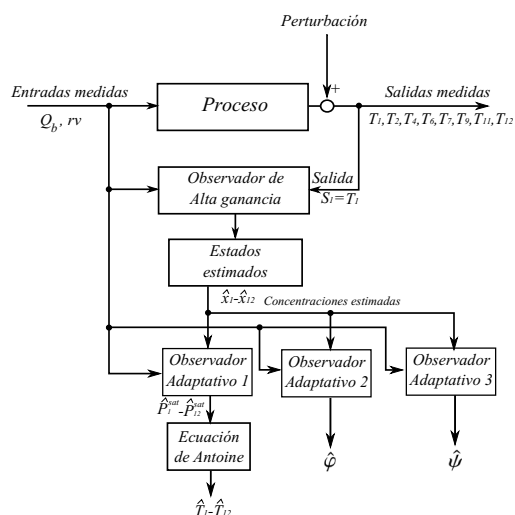 Perturbación
Entradas medidas
Proceso
+
Salidas medidas
Q_b, rv
T_1,T_2,T_4,T_6,T_7,T_9,T_11,T_12
Observador de
Alta ganancia
Salida
S_1=T_1
Estados
estimados
x̂_1-x̂_12
Concentraciones estimadas
Observador
Adaptativo 1
Observador
Adaptativo 2
Observador
Adaptativo 3
P̂_1^sat-P̂_12^sat
Ecuación
de Antoine
φ̂
ψ̂
T̂_1-T̂_12